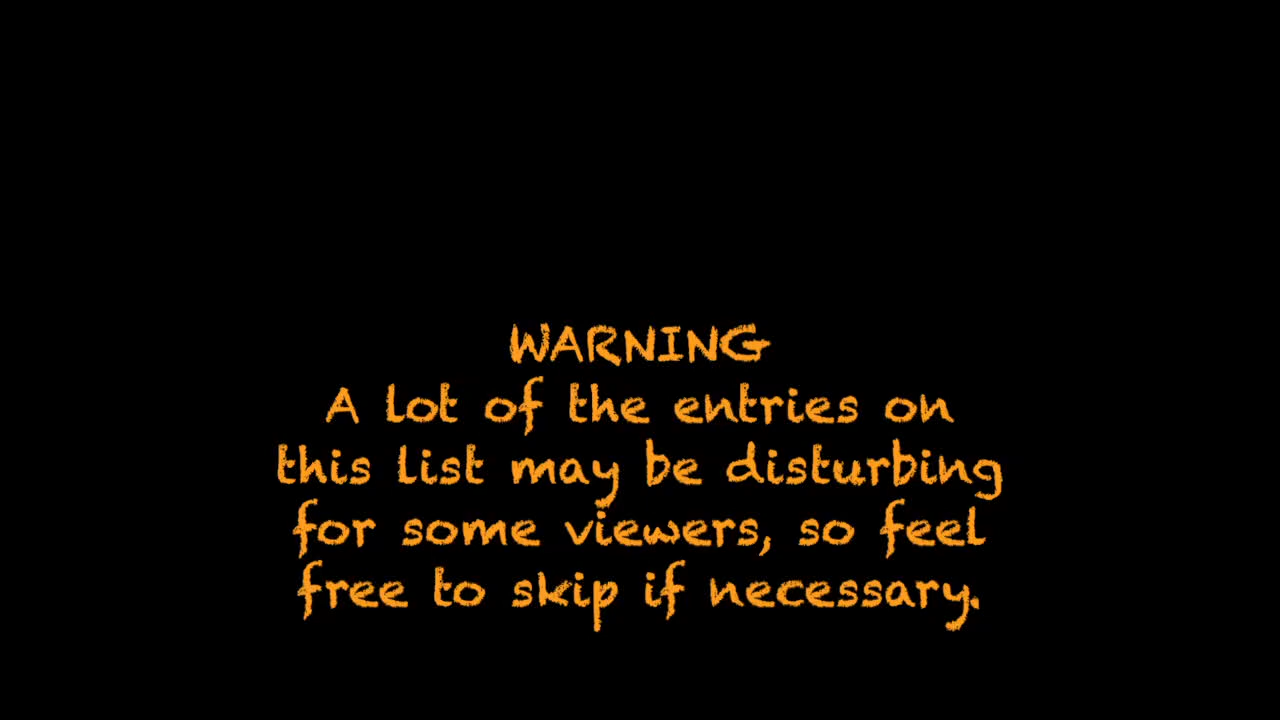 WARNING
A lot of the entries on
this list may be disturbing
for some viewers, so feel
free to skip if necessary.